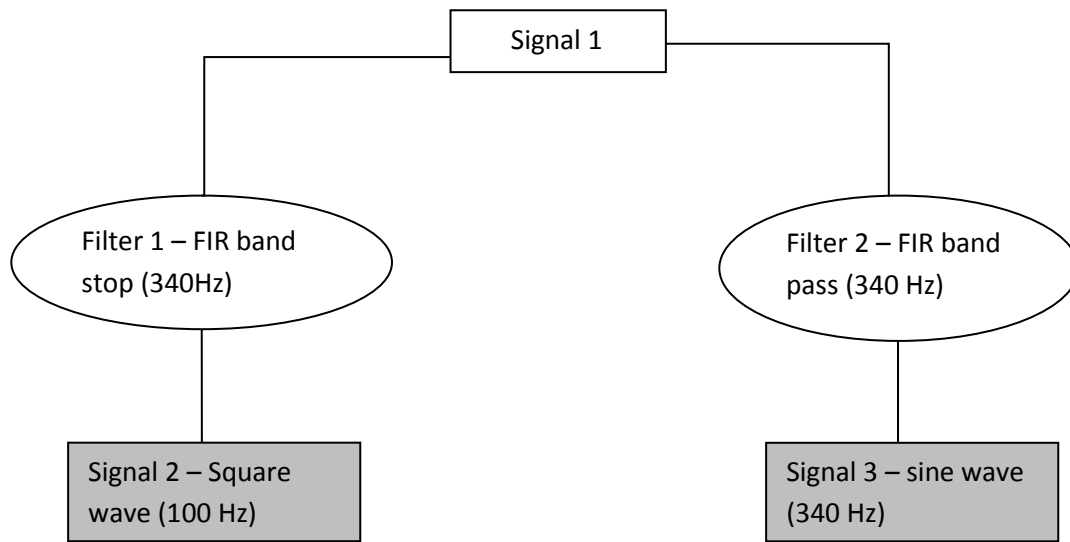 Signal 1
Filter 1 – FIR band
stop (340Hz)
Filter 2 – FIR band
pass (340 Hz)
Signal 2 – Square
wave (100 Hz)
Signal 3 – sine wave
(340 Hz)